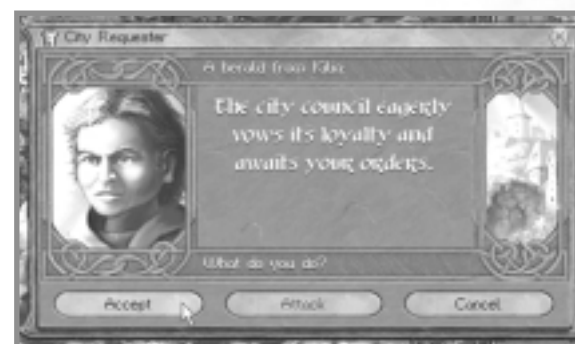 City Requester
A herald from
The city council eagerly
vows its loyalty and
awaits your orders.
What do you do?
Accept Attack Cancel